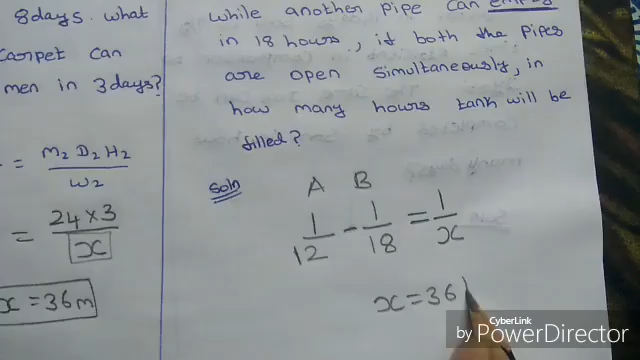 8days. what
carpet can
men in 3days?
= M2 D2 H2 / W2
= 24 × 3 / x
x = 36m
while another pipe can empty
in 18 hours, if both the pipes
are open simultaneously, in
how many hours tank will be
filled?
Soln
A B
1/12 - 1/18 = 1/x
x = 36
CyberLink
by PowerDirector